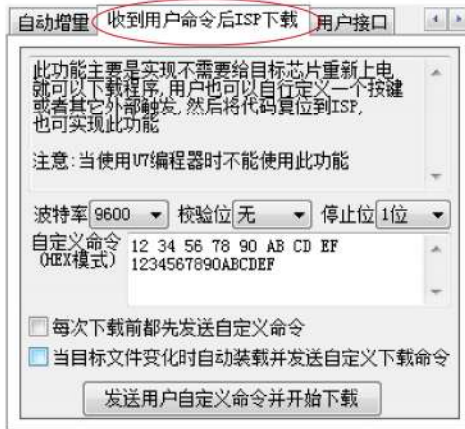 自动增量 收到用户命令后ISP下载 用户接口
此功能主要是实现不需要给目标芯片重新上电
就可以下载程序,用户也可以自行定义一个按键
或者其它外部触发,然后将代码复位到ISP,
也可实现此功能
注意:当使用U7编程器时不能使用此功能
波特率 9600 校验位 无 停止位 1位
自定义命令 12 34 56 78 90 AB CD EF
(HEX模式) 1234567890ABCDEF
每次下载前都先发送自定义命令
当目标文件变化时自动装载并发送自定义下载命令
发送用户自定义命令并开始下载